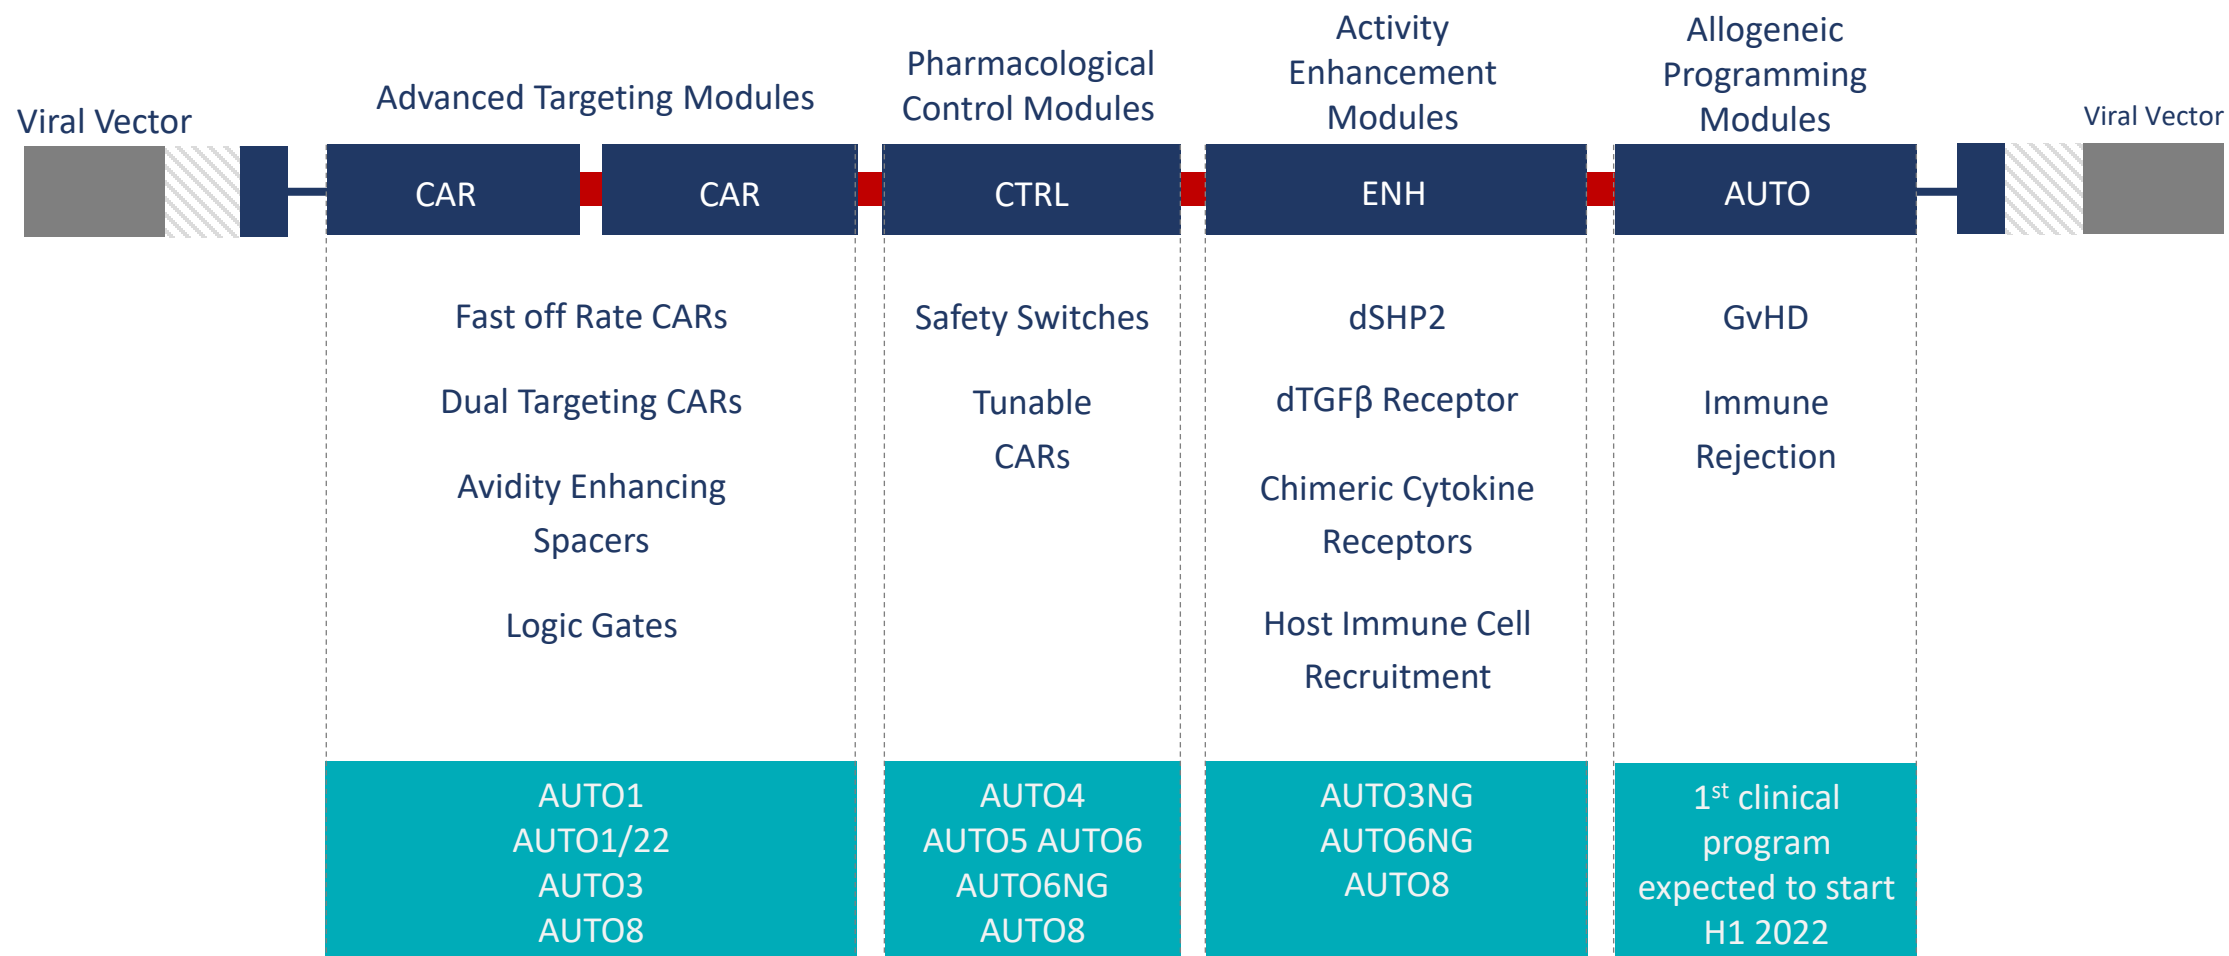 Viral Vector
Advanced Targeting Modules
Pharmacological
Control Modules
Activity
Enhancement
Modules
Allogeneic
Programming
Modules
Viral Vector
CAR
CAR
CTRL
ENH
AUTO
Fast off Rate CARs
Dual Targeting CARs
Avidity Enhancing
Spacers
Logic Gates
Safety Switches
Tunable
CARs
dSHP2
dTGFβ Receptor
Chimeric Cytokine
Receptors
Host Immune Cell
Recruitment
GvHD
Immune
Rejection
AUTO1
AUTO1/22
AUTO3
AUTO8
AUTO4
AUTO5 AUTO6
AUTO6NG
AUTO8
AUTO3NG
AUTO6NG
AUTO8
1st clinical
program
expected to start
H1 2022